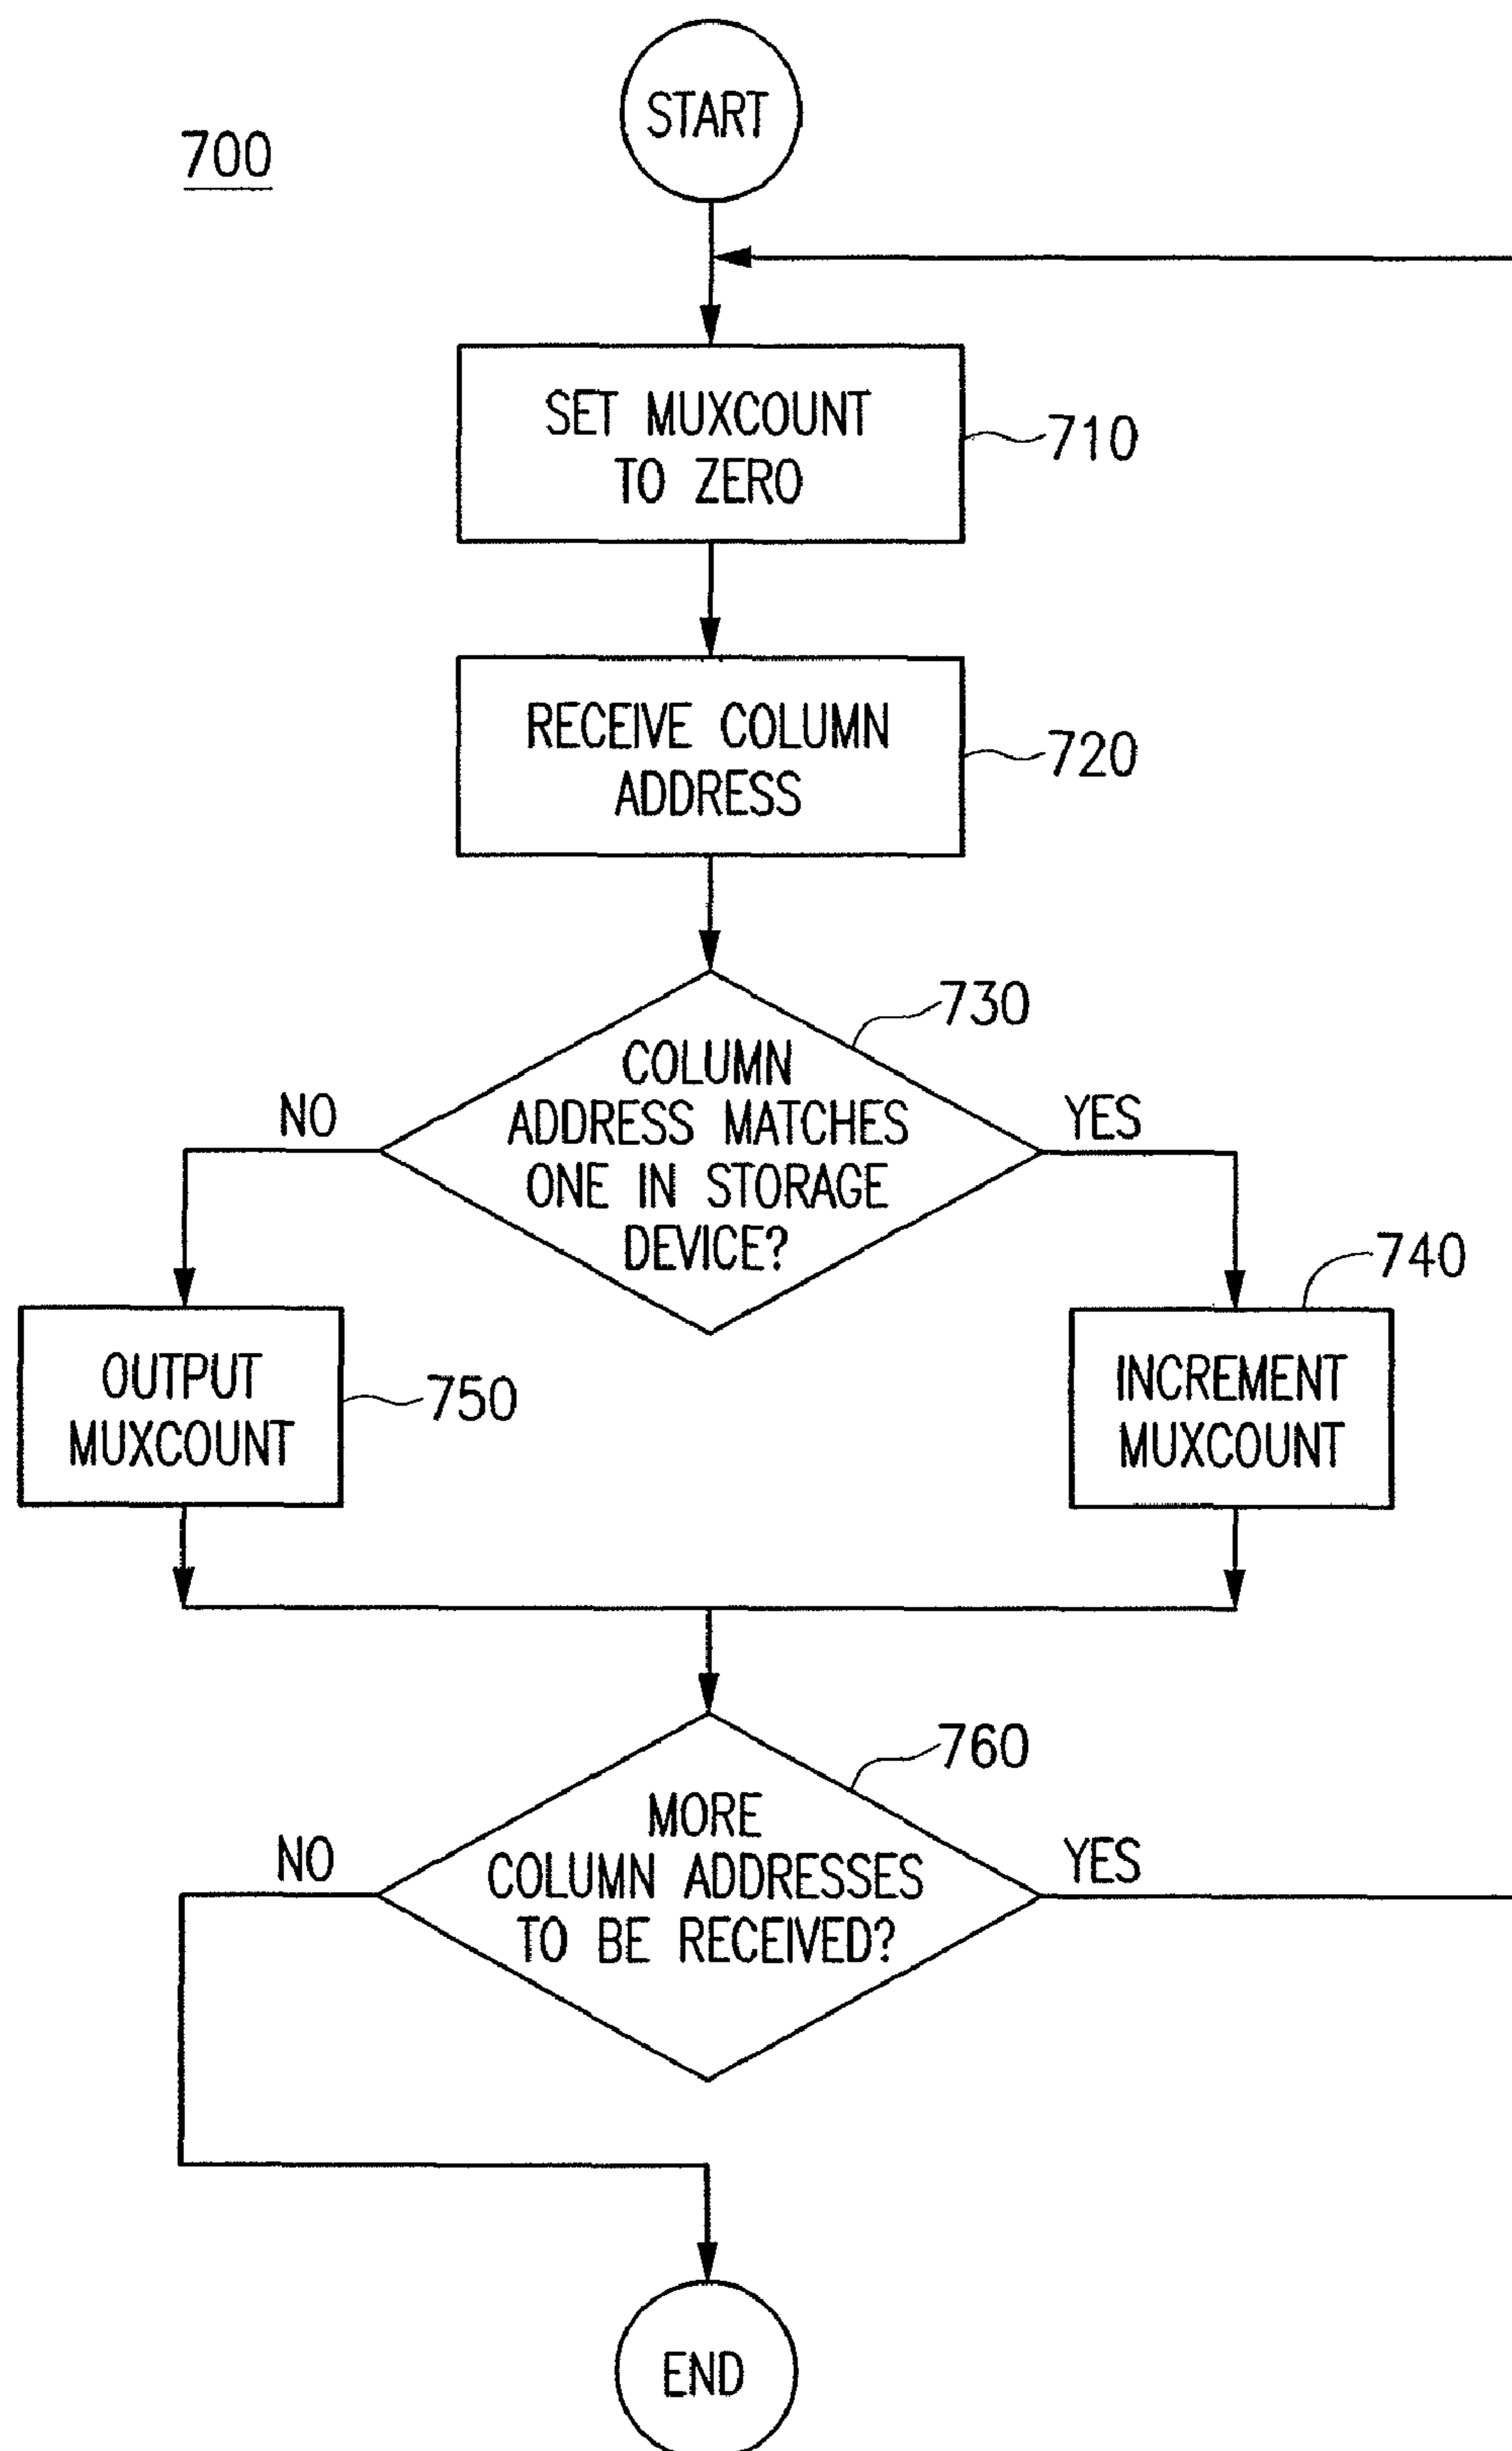 START
700
SET MUXCOUNT
TO ZERO
710
RECEIVE COLUMN
ADDRESS
720
730
COLUMN
ADDRESS MATCHES
ONE IN STORAGE
DEVICE?
NO
YES
740
OUTPUT
MUXCOUNT
750
INCREMENT
MUXCOUNT
760
MORE
COLUMN ADDRESSES
TO BE RECEIVED?
NO
YES
END